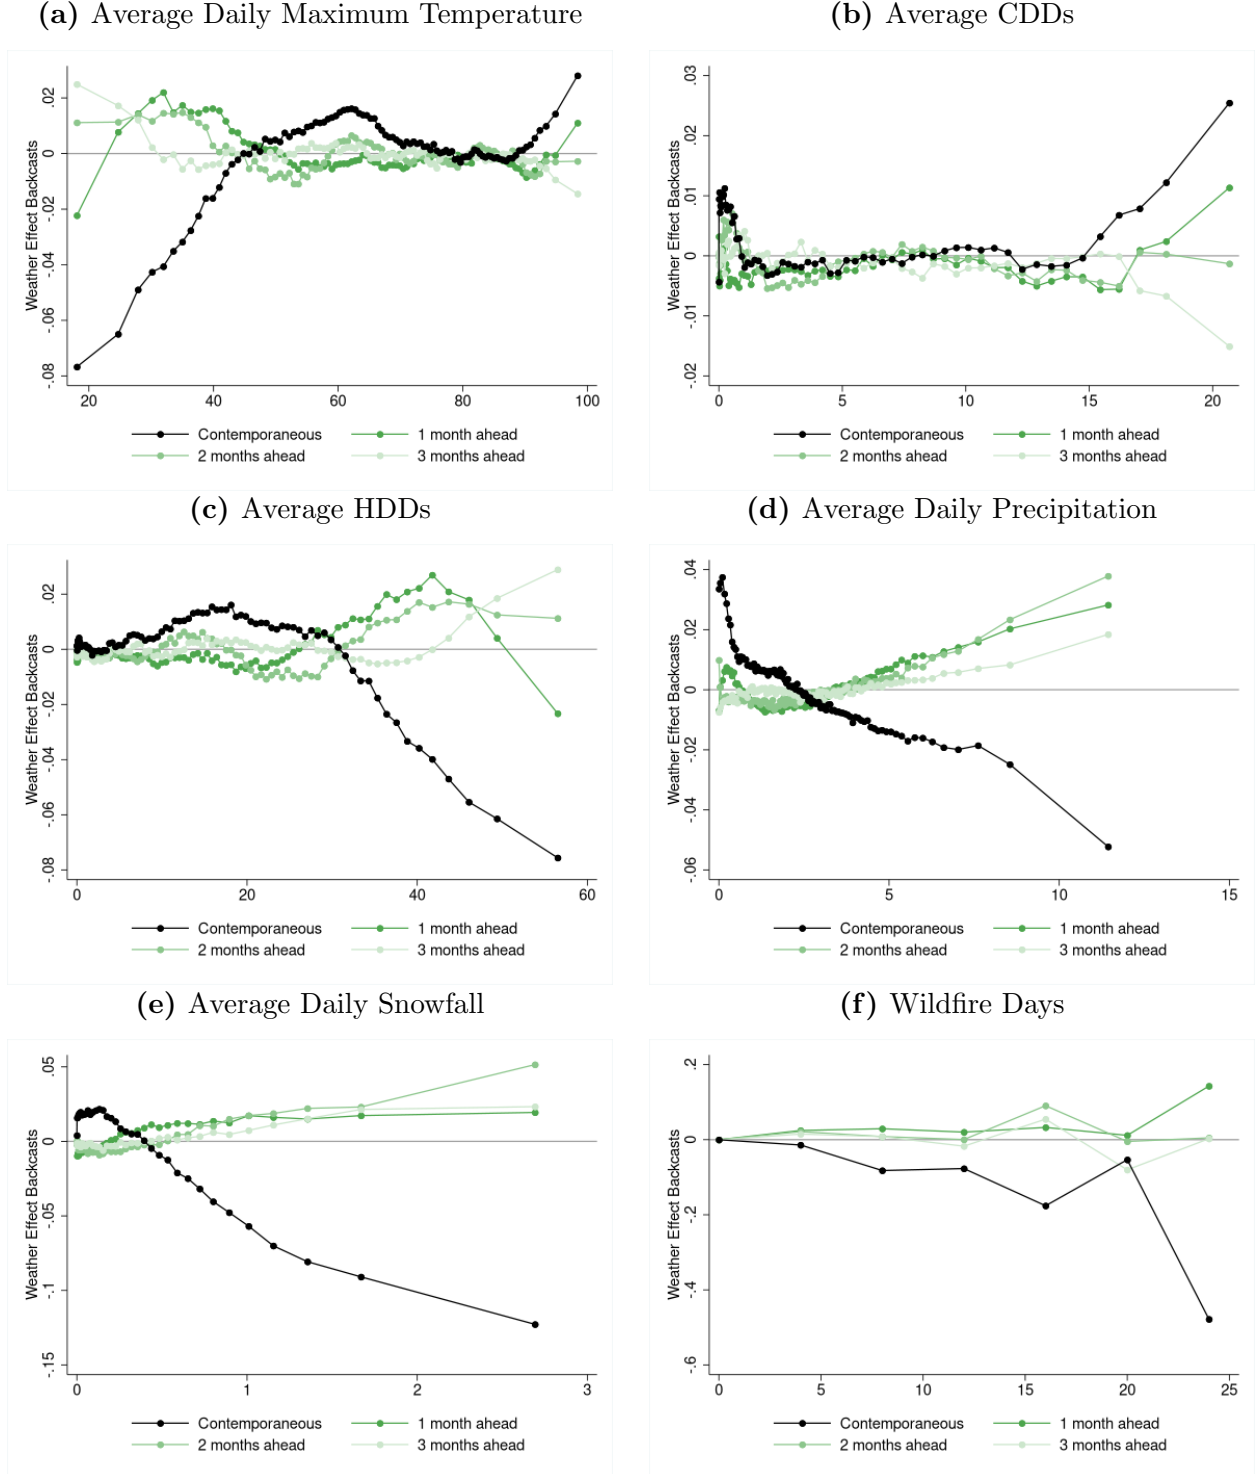 (a) Average Daily Maximum Temperature
Weather Effect Backcasts
.02
0
-.02
-.04
-.06
-.08
20 40 60 80 100
Contemporaneous 1 month ahead
2 months ahead 3 months ahead
(b) Average CDDs
Weather Effect Backcasts
.03
.02
.01
0
-.01
-.02
0 5 10 15 20
Contemporaneous 1 month ahead
2 months ahead 3 months ahead
(c) Average HDDs
Weather Effect Backcasts
.02
0
-.02
-.04
-.06
-.08
0 20 40 60
Contemporaneous 1 month ahead
2 months ahead 3 months ahead
(d) Average Daily Precipitation
Weather Effect Backcasts
.04
.02
0
-.02
-.04
-.06
0 5 10 15
Contemporaneous 1 month ahead
2 months ahead 3 months ahead
(e) Average Daily Snowfall
Weather Effect Backcasts
.05
0
-.05
-.1
-.15
0 1 2 3
Contemporaneous 1 month ahead
2 months ahead 3 months ahead
(f) Wildfire Days
Weather Effect Backcasts
.2
0
-.2
-.4
-.6
0 5 10 15 20 25
Contemporaneous 1 month ahead
2 months ahead 3 months ahead